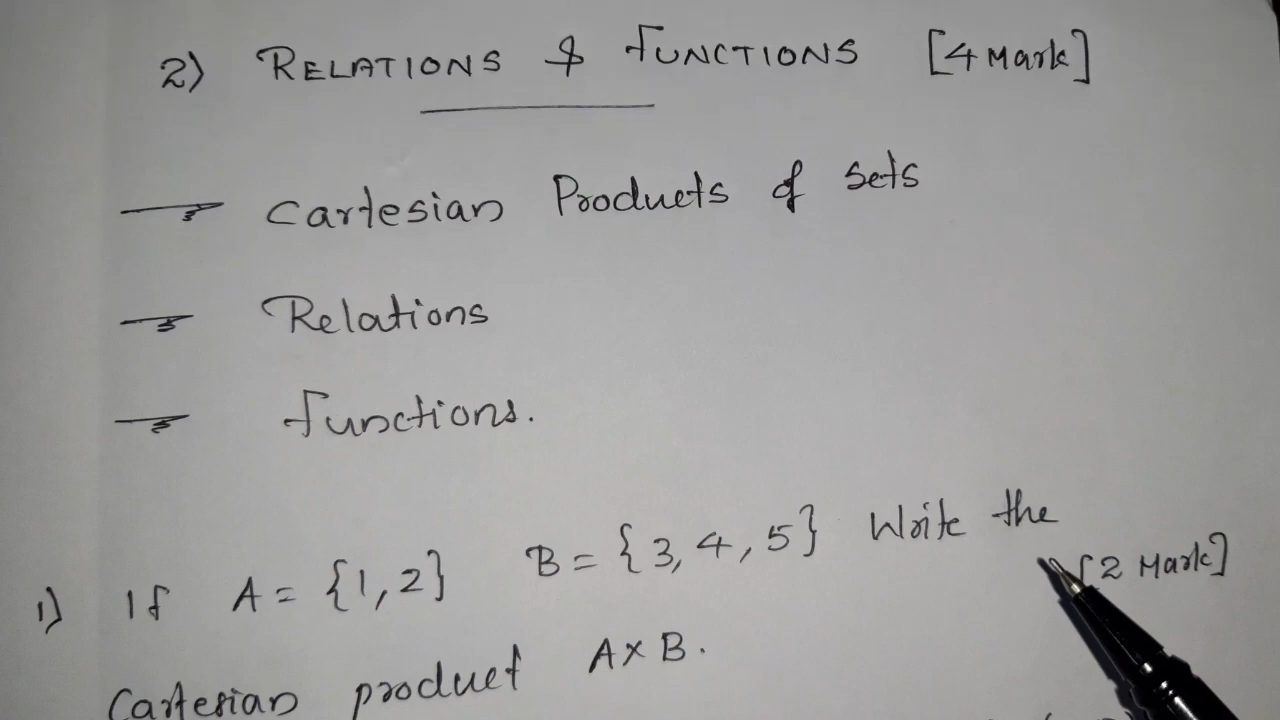 2) RELATIONS & FUNCTIONS [4 Mark]
Cartesian Products of sets
Relations
functions.
1) If A = {1, 2} B = {3, 4, 5} Write the [2 Mark]
Cartesian product A x B.